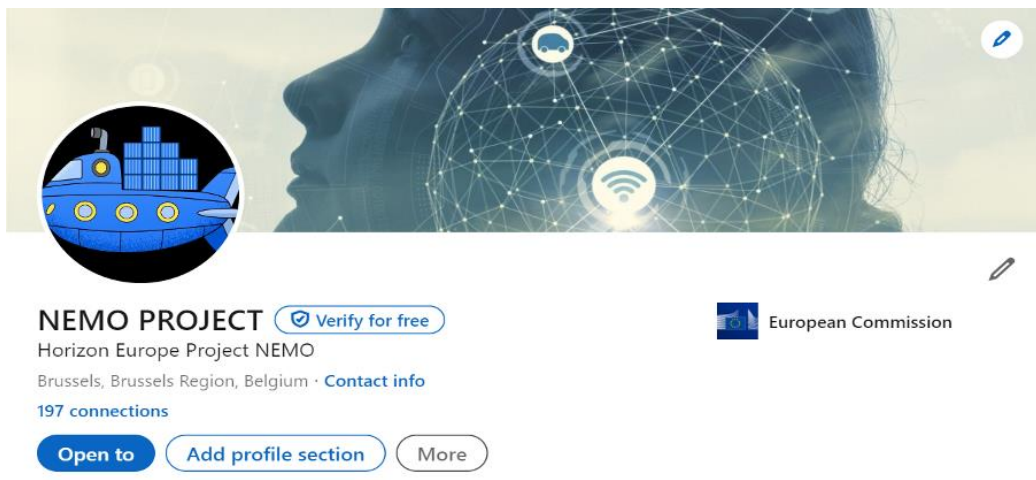 NEMO PROJECT Verify for free
European Commission
Horizon Europe Project NEMO
Brussels, Brussels Region, Belgium · Contact info
197 connections
Open to Add profile section More